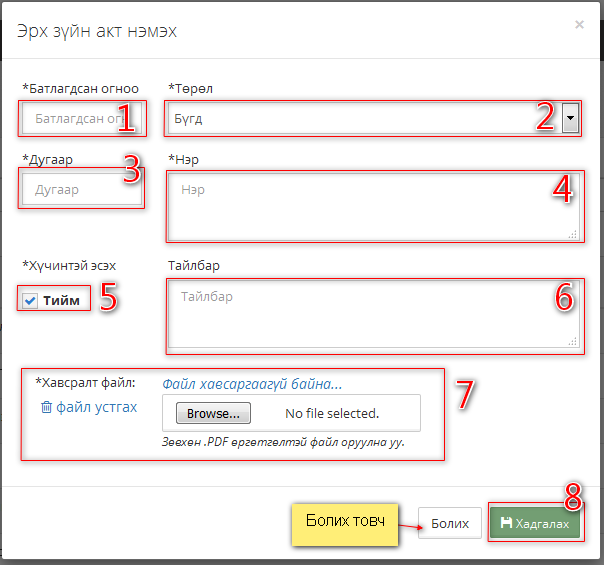 Эрх зүйн акт нэмэх ×
*Батлагдсан огноо *Төрөл
Батлагдсан огн 1 Бүгд 2
*Дугаар *Нэр
3
Дугаар Нэр 4
*Хүчинтэй эсэх Тайлбар
Тийм 5 Тайлбар 6
*Хавсралт файл: Файл хавсаргаагүй байна...
файл устгах Browse... No file selected. 7
Зөвхөн .PDF өргөтгөлтэй файл оруулна уу.
8
Болих товч Болих Хадгалах